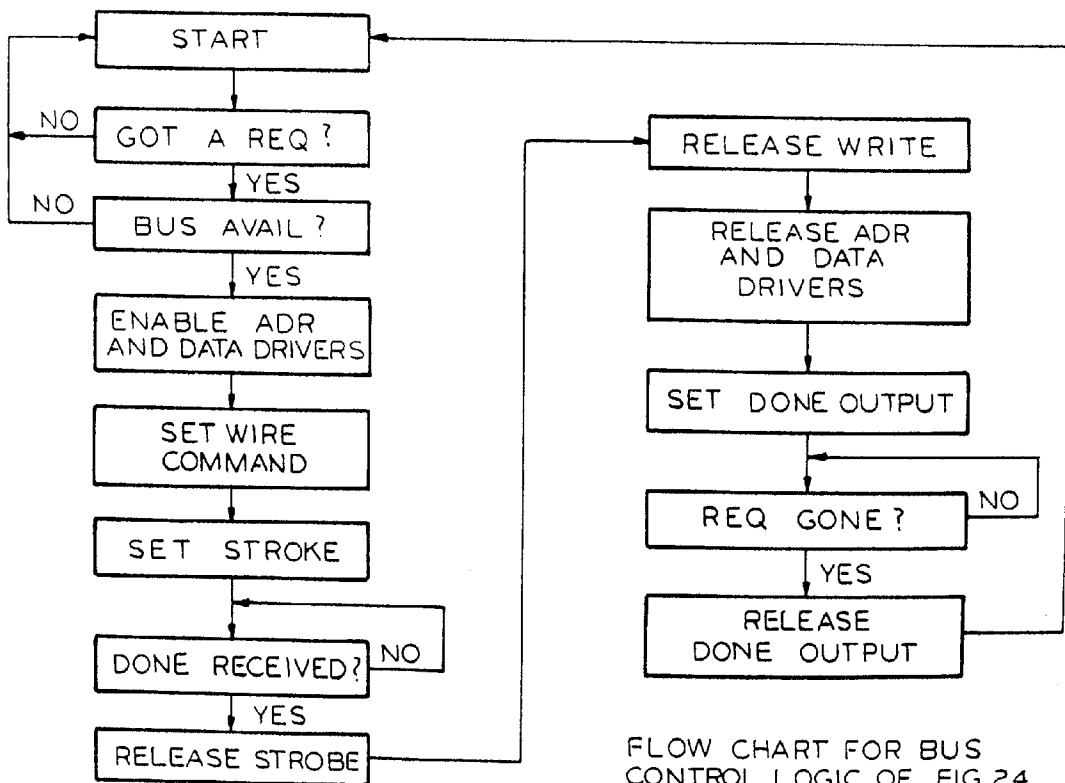 START
NO
GOT A REQ?
YES
NO
BUS AVAIL?
YES
ENABLE ADR
AND DATA DRIVERS
SET WIRE
COMMAND
SET STROKE
DONE RECEIVED?
NO
YES
RELEASE STROBE
RELEASE WRITE
RELEASE ADR
AND DATA
DRIVERS
SET DONE OUTPUT
REQ GONE?
NO
YES
RELEASE
DONE OUTPUT
FLOW CHART FOR BUS
CONTROL LOGIC OF FIG.24